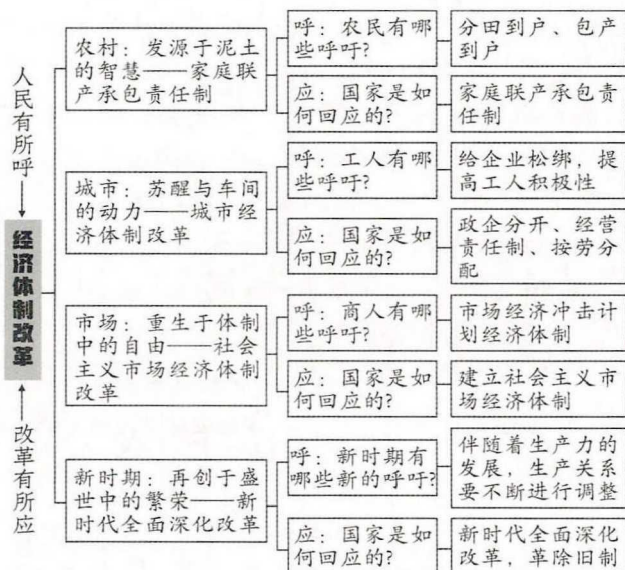 人民有所呼
经济体制改革
改革有所应
农村：发源于泥土
的智慧——家庭联
产承包责任制
呼：农民有哪
些呼吁？
分田到户、包产
到户
应：国家是如
何回应的？
家庭联产承包责
任制
城市：苏醒与车间
的动力——城市经
济体制改革
呼：工人有哪
些呼吁？
给企业松绑，提
高工人积极性
应：国家是如
何回应的？
政企分开、经营
责任制、按劳分
配
市场：重生于体制
中的自由——社会
主义市场经济体制
改革
呼：商人有哪
些呼吁？
市场经济冲击计
划经济体制
应：国家是如
何回应的？
建立社会主义市
场经济体制
新时期：再创于盛
世中的繁荣——新
时代全面深化改革
呼：新时期有
哪些新的呼吁？
伴随着生产力的
发展，生产关系
要不断进行调整
应：国家是如
何回应的？
新时代全面深化
改革，革除旧制